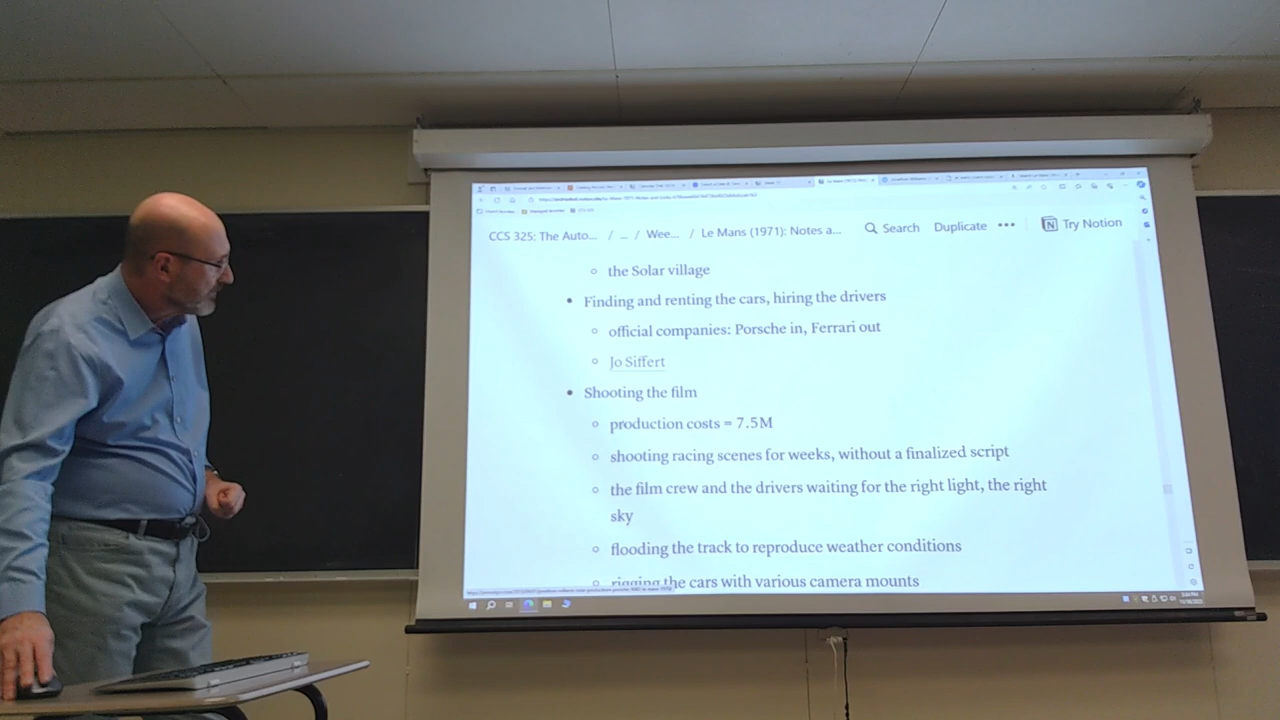 CCS 325: The Auto... / ... / Wee... / Le Mans (1971): Notes a... Search Duplicate ••• Try Notion
◦ the Solar village
• Finding and renting the cars, hiring the drivers
◦ official companies: Porsche in, Ferrari out
◦ Jo Siffert
• Shooting the film
◦ production costs = 7.5M
◦ shooting racing scenes for weeks, without a finalized script
◦ the film crew and the drivers waiting for the right light, the right
sky
◦ flooding the track to reproduce weather conditions
◦ rigging the cars with various camera mounts